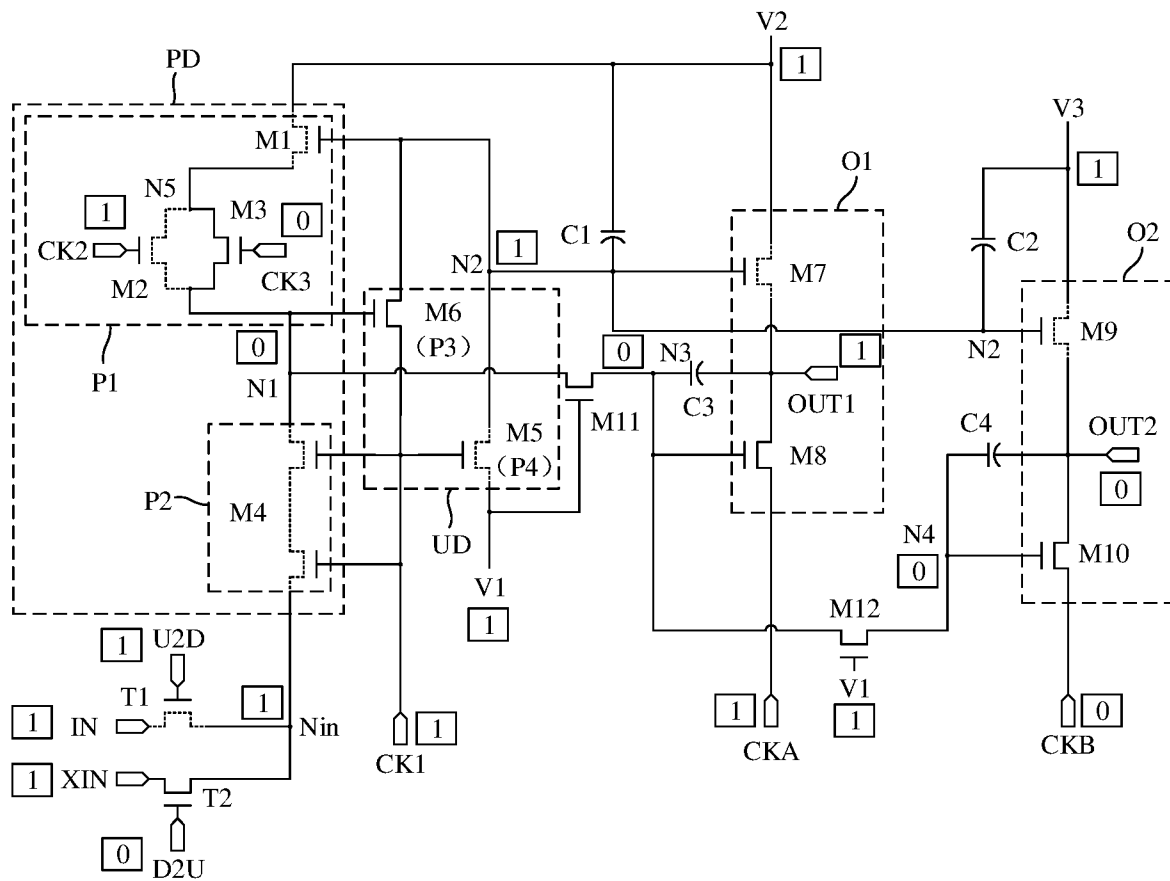 V2
PD
1
M1
V3
O1
1
N5
M3
1
0
C1
C2
O2
CK2
N2
1
M7
M2
CK3
M6
(P3)
M9
0
N2
P1
0
N3
1
N1
C3
OUT1
M11
M5
(P4)
C4
OUT2
M8
P2
M4
0
UD
N4
M10
0
V1
1
M12
1
U2D
T1
1
V1
1
IN
Nin
1
1
1
0
CK1
CKA
CKB
1
XIN
T2
0
D2U